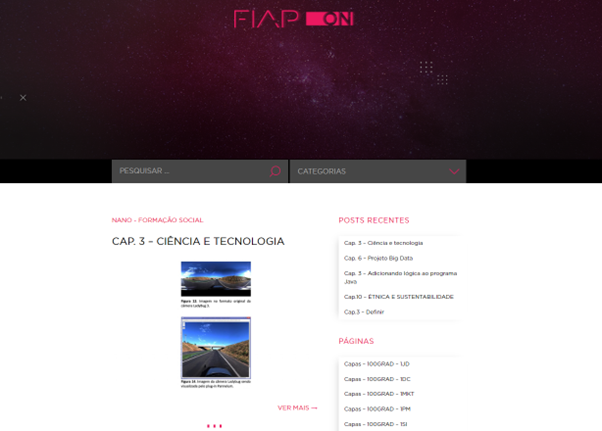 FIAP ON
PESQUISAR ...
CATEGORIAS
NANO - FORMAÇÃO SOCIAL
CAP. 3 – CIÊNCIA E TECNOLOGIA
Figura 12: Imagem no formato original da
câmera Ladybug 3.
Figura 13: Imagem da câmera Ladybug sendo
visualizada pelo plug-in
VER MAIS →
POSTS RECENTES
Cap. 3 – Ciência e tecnologia
Cap. 6 – Projeto Big Data
Cap. 3 – Adicionando lógica ao programa
Java
Cap.10 – ÉTNICA E SUSTENTABILIDADE
Cap.3 – Definir
PÁGINAS
Capas – 100GRAD – 1JD
Capas – 100GRAD – 1DC
Capas – 100GRAD – 1MKT
Capas – 100GRAD – 1PM
Capas – 100GRAD – 1SI